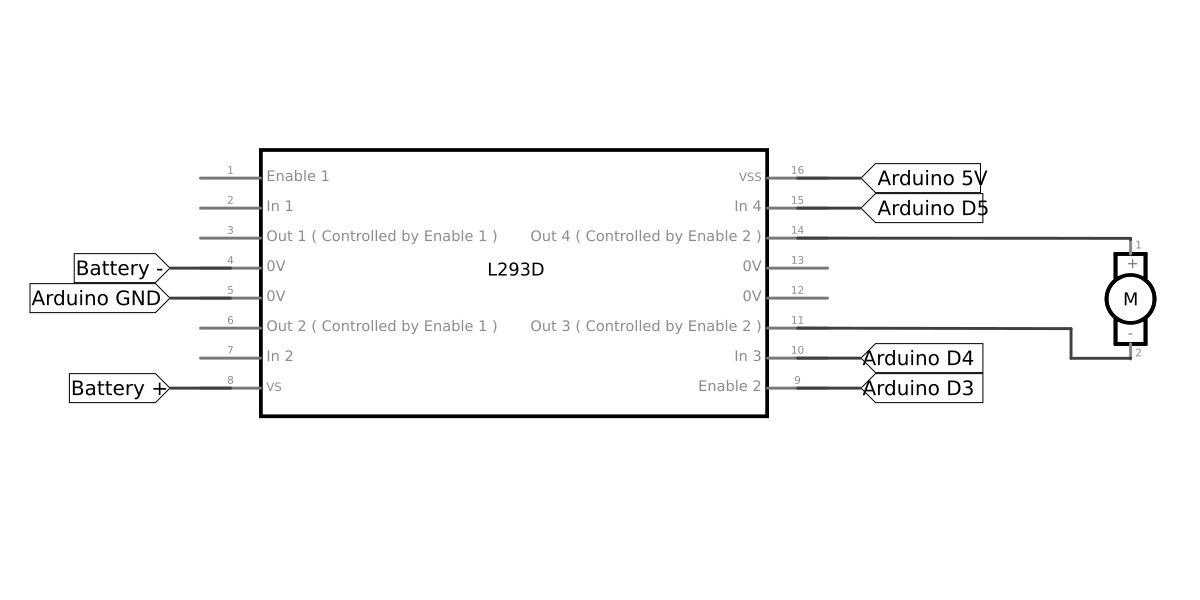 1 Enable 1
2 In 1
3 Out 1 ( Controlled by Enable 1 )
Battery - 4 0V
Arduino GND 5 0V
6 Out 2 ( Controlled by Enable 1 )
7 In 2
Battery + 8 VS
L293D
VSS 16 Arduino 5V
In 4 15 Arduino D5
Out 4 ( Controlled by Enable 2 ) 14
0V 13
0V 12
Out 3 ( Controlled by Enable 2 ) 11
In 3 10 Arduino D4
Enable 2 9 Arduino D3
1
+
M
-
2